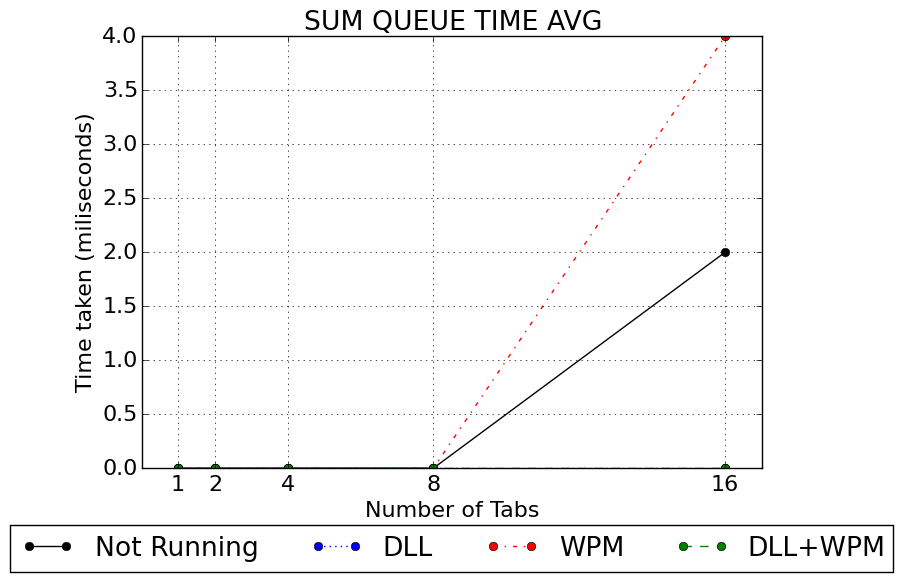 SUM QUEUE TIME AVG
4.0
3.5
3.0
2.5
2.0
1.5
1.0
0.5
0.0
Time taken (miliseconds)
1 2 4 8 16
Number of Tabs
Not Running DLL WPM DLL+WPM